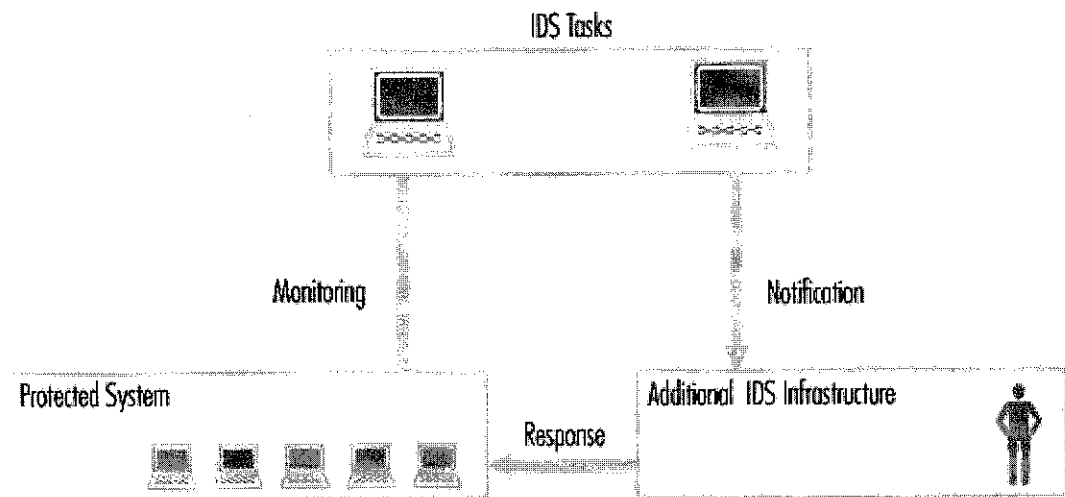 IDS Tasks
Monitoring
Notification
Protected System
Additional IDS Infrastructure
Response